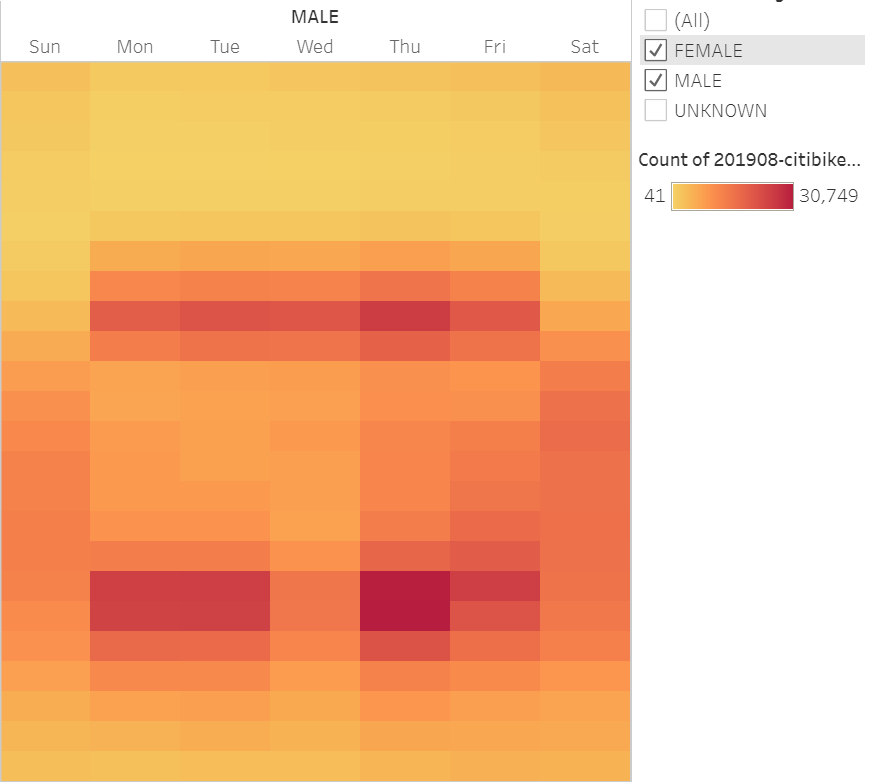 MALE
Sun Mon Tue Wed Thu Fri Sat
(All)
FEMALE
MALE
UNKNOWN
Count of 201908-citibike...
41 30,749